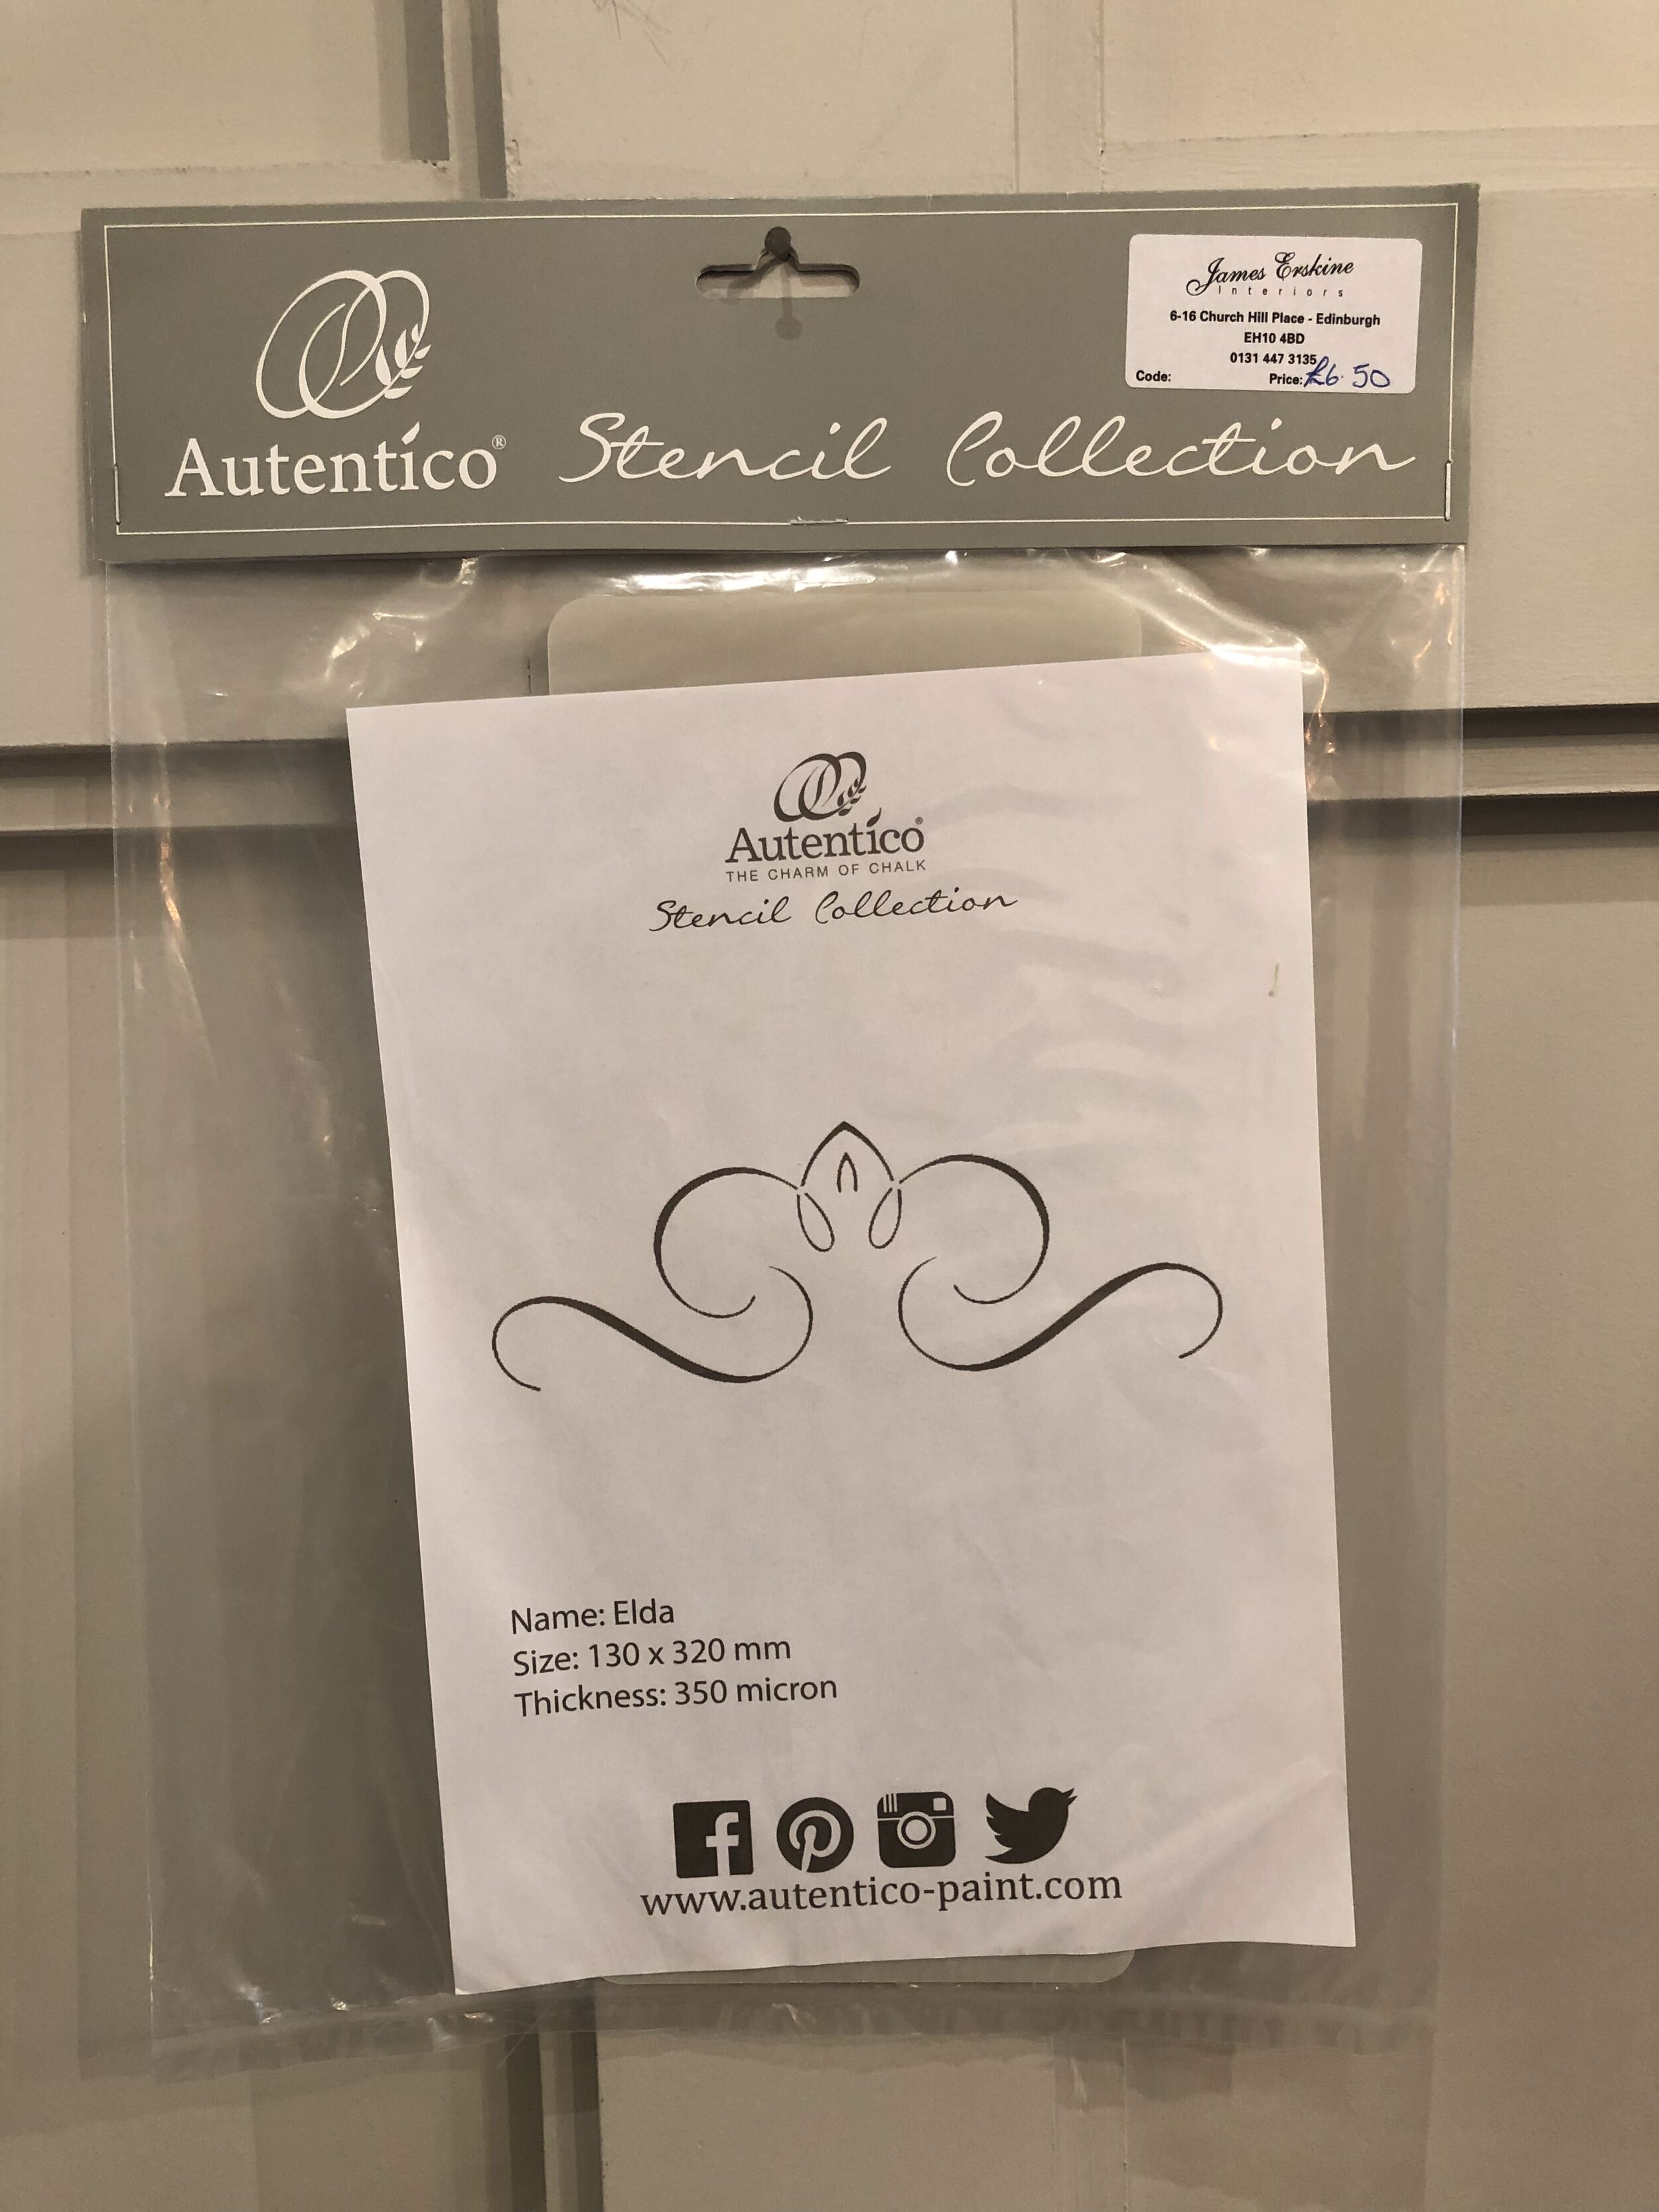 James Erskine
Interiors
6-16 Church Hill Place - Edinburgh
EH10 4BD
0131 447 3135
Code: Price: £6.50
Autentico® Stencil Collection
Autentico®
THE CHARM OF CHALK
Stencil Collection
Name: Elda
Size: 130 x 320 mm
Thickness: 350 micron
www.autentico-paint.com